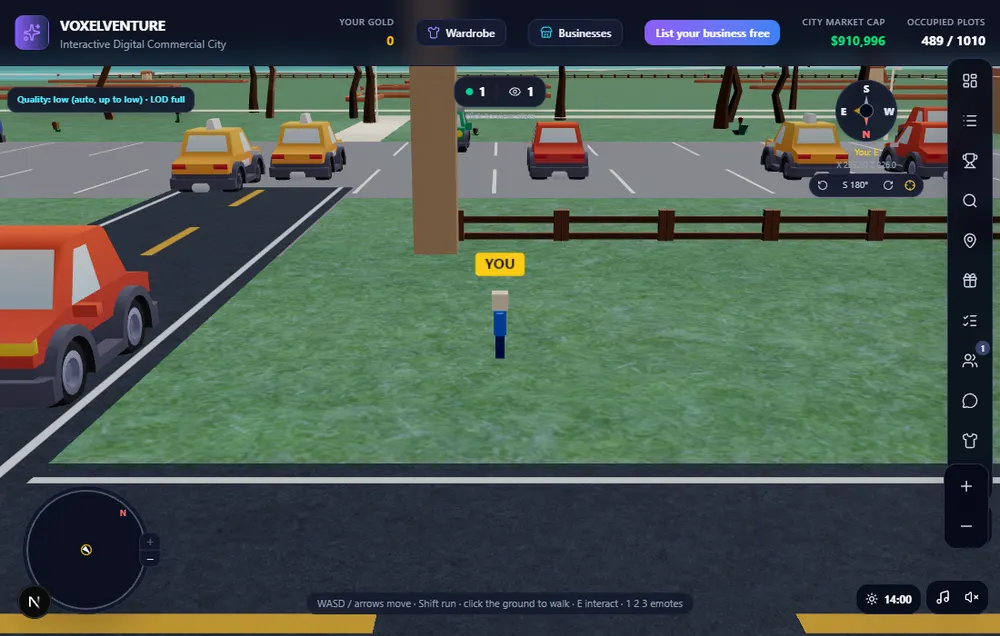 VOXELVENTURE
Interactive Digital Commercial City
YOUR GOLD
0
Wardrobe
Businesses
List your business free
CITY MARKET CAP
$910,996
OCCUPIED PLOTS
489 / 1010
Quality: low (auto, up to low) · LOD full
1
1
S
E
W
N
You: E
S 180°
1
YOU
N
+
−
+
−
N
WASD / arrows move · Shift run · click the ground to walk · E interact · 1 2 3 emotes
14:00